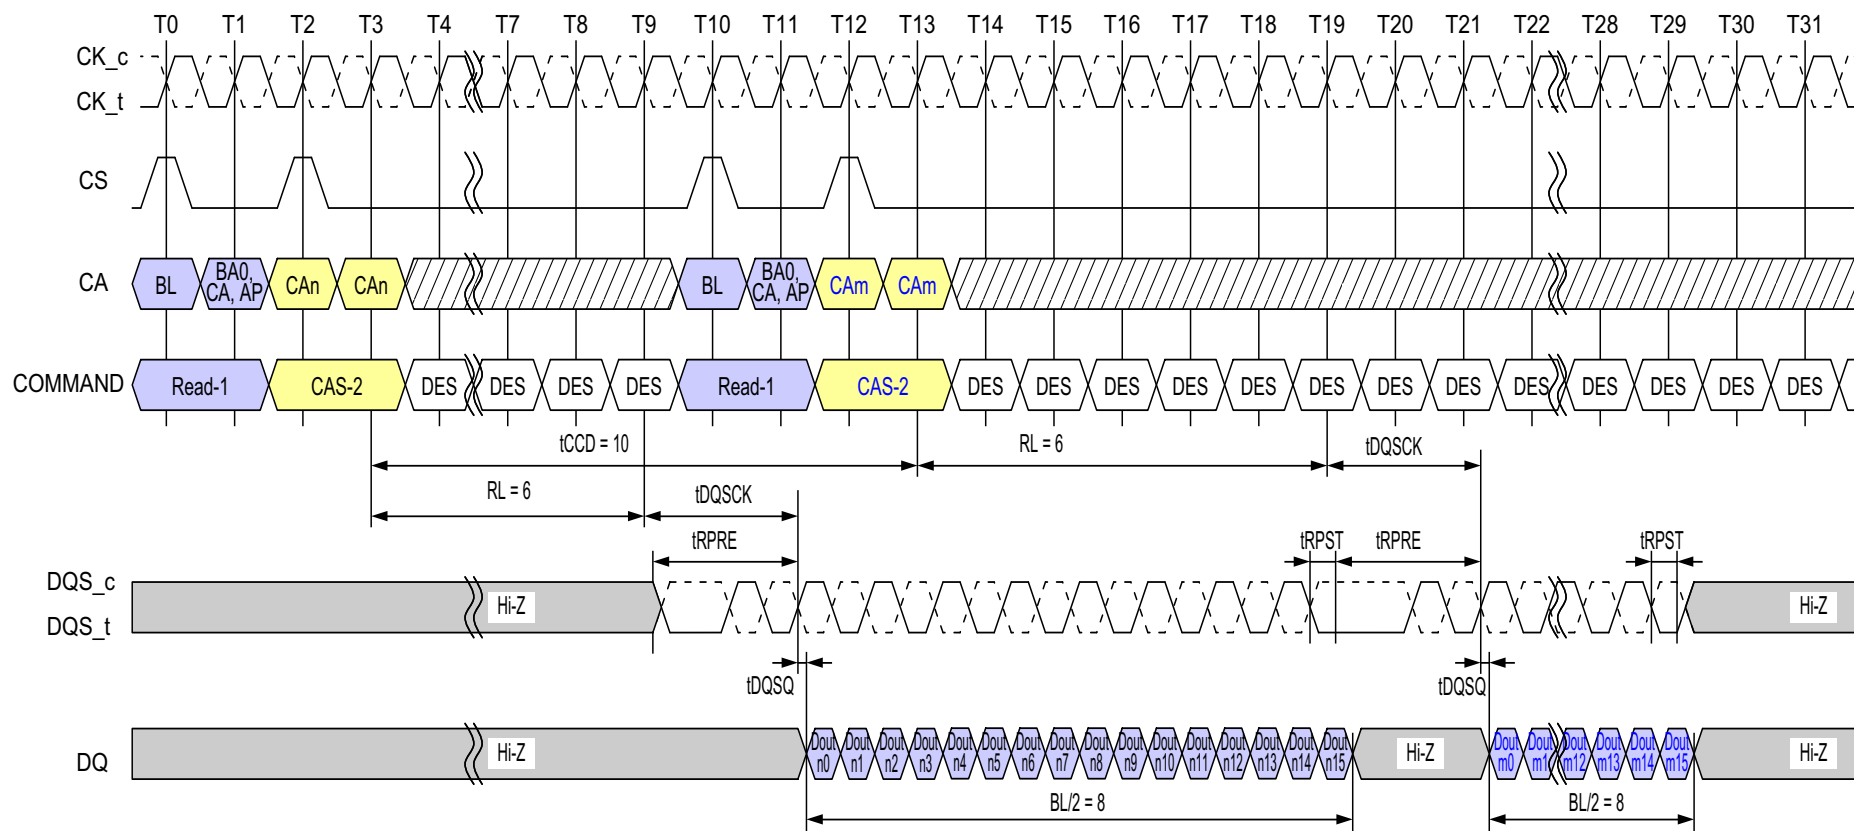 T0 T1 T2 T3 T4 T7 T8 T9 T10 T11 T12 T13 T14 T15 T16 T17 T18 T19 T20 T21 T22 T28 T29 T30 T31
CK_c
CK_t
CS
CA BL BA0, CA, AP CAn CAn BL BA0, CA, AP CAm CAm
COMMAND Read-1 CAS-2 DES DES DES DES Read-1 CAS-2 DES DES DES DES DES DES DES DES DES DES DES DES DES
tCCD = 10 RL = 6 tDQSCK
RL = 6 tDQSCK
tRPRE tRPST tRPRE tRPST
DQS_c
Hi-Z Hi-Z
DQS_t
tDQSQ tDQSQ
DQ Hi-Z Dout n0 Dout n1 Dout n2 Dout n3 Dout n4 Dout n5 Dout n6 Dout n7 Dout n8 Dout n9 Dout n10 Dout n11 Dout n12 Dout n13 Dout n14 Dout n15 Hi-Z Dout m0 Dout m1 Dout m12 Dout m13 Dout m14 Dout m15 Hi-Z
BL/2 = 8 BL/2 = 8